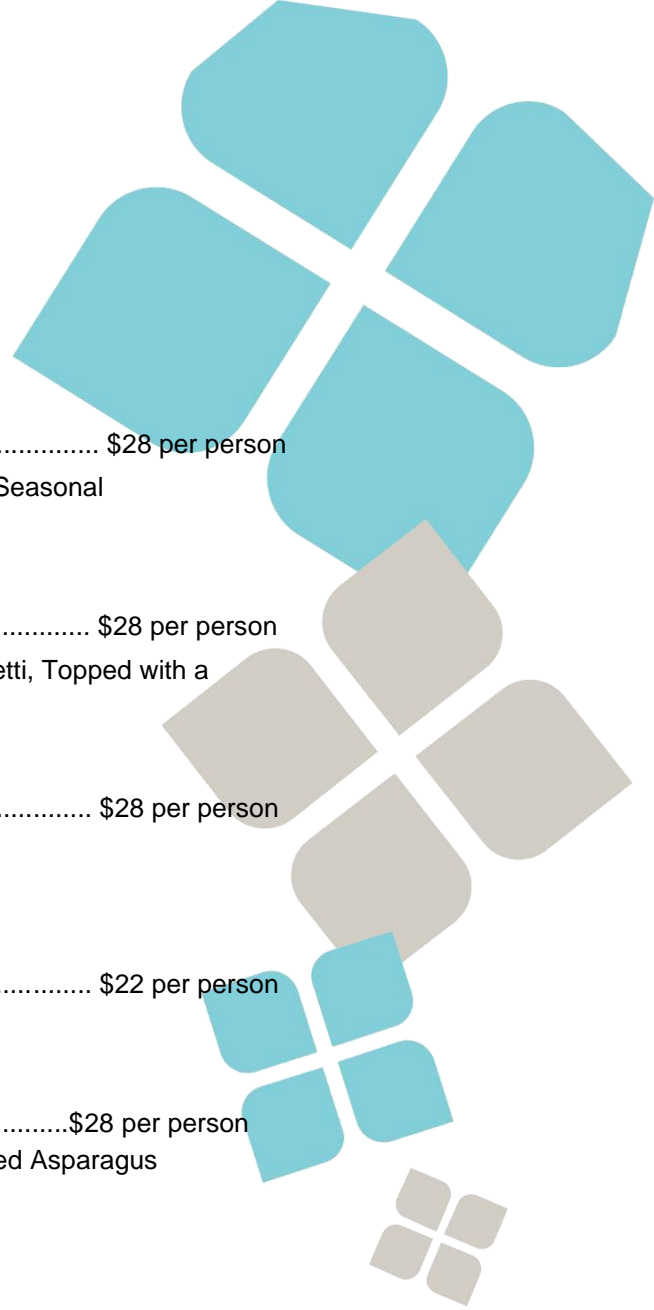 .............. $28 per person
Seasonal
............. $28 per person
etti, Topped with a
............. $28 per person
............. $22 per person
..........$28 per person
ed Asparagus